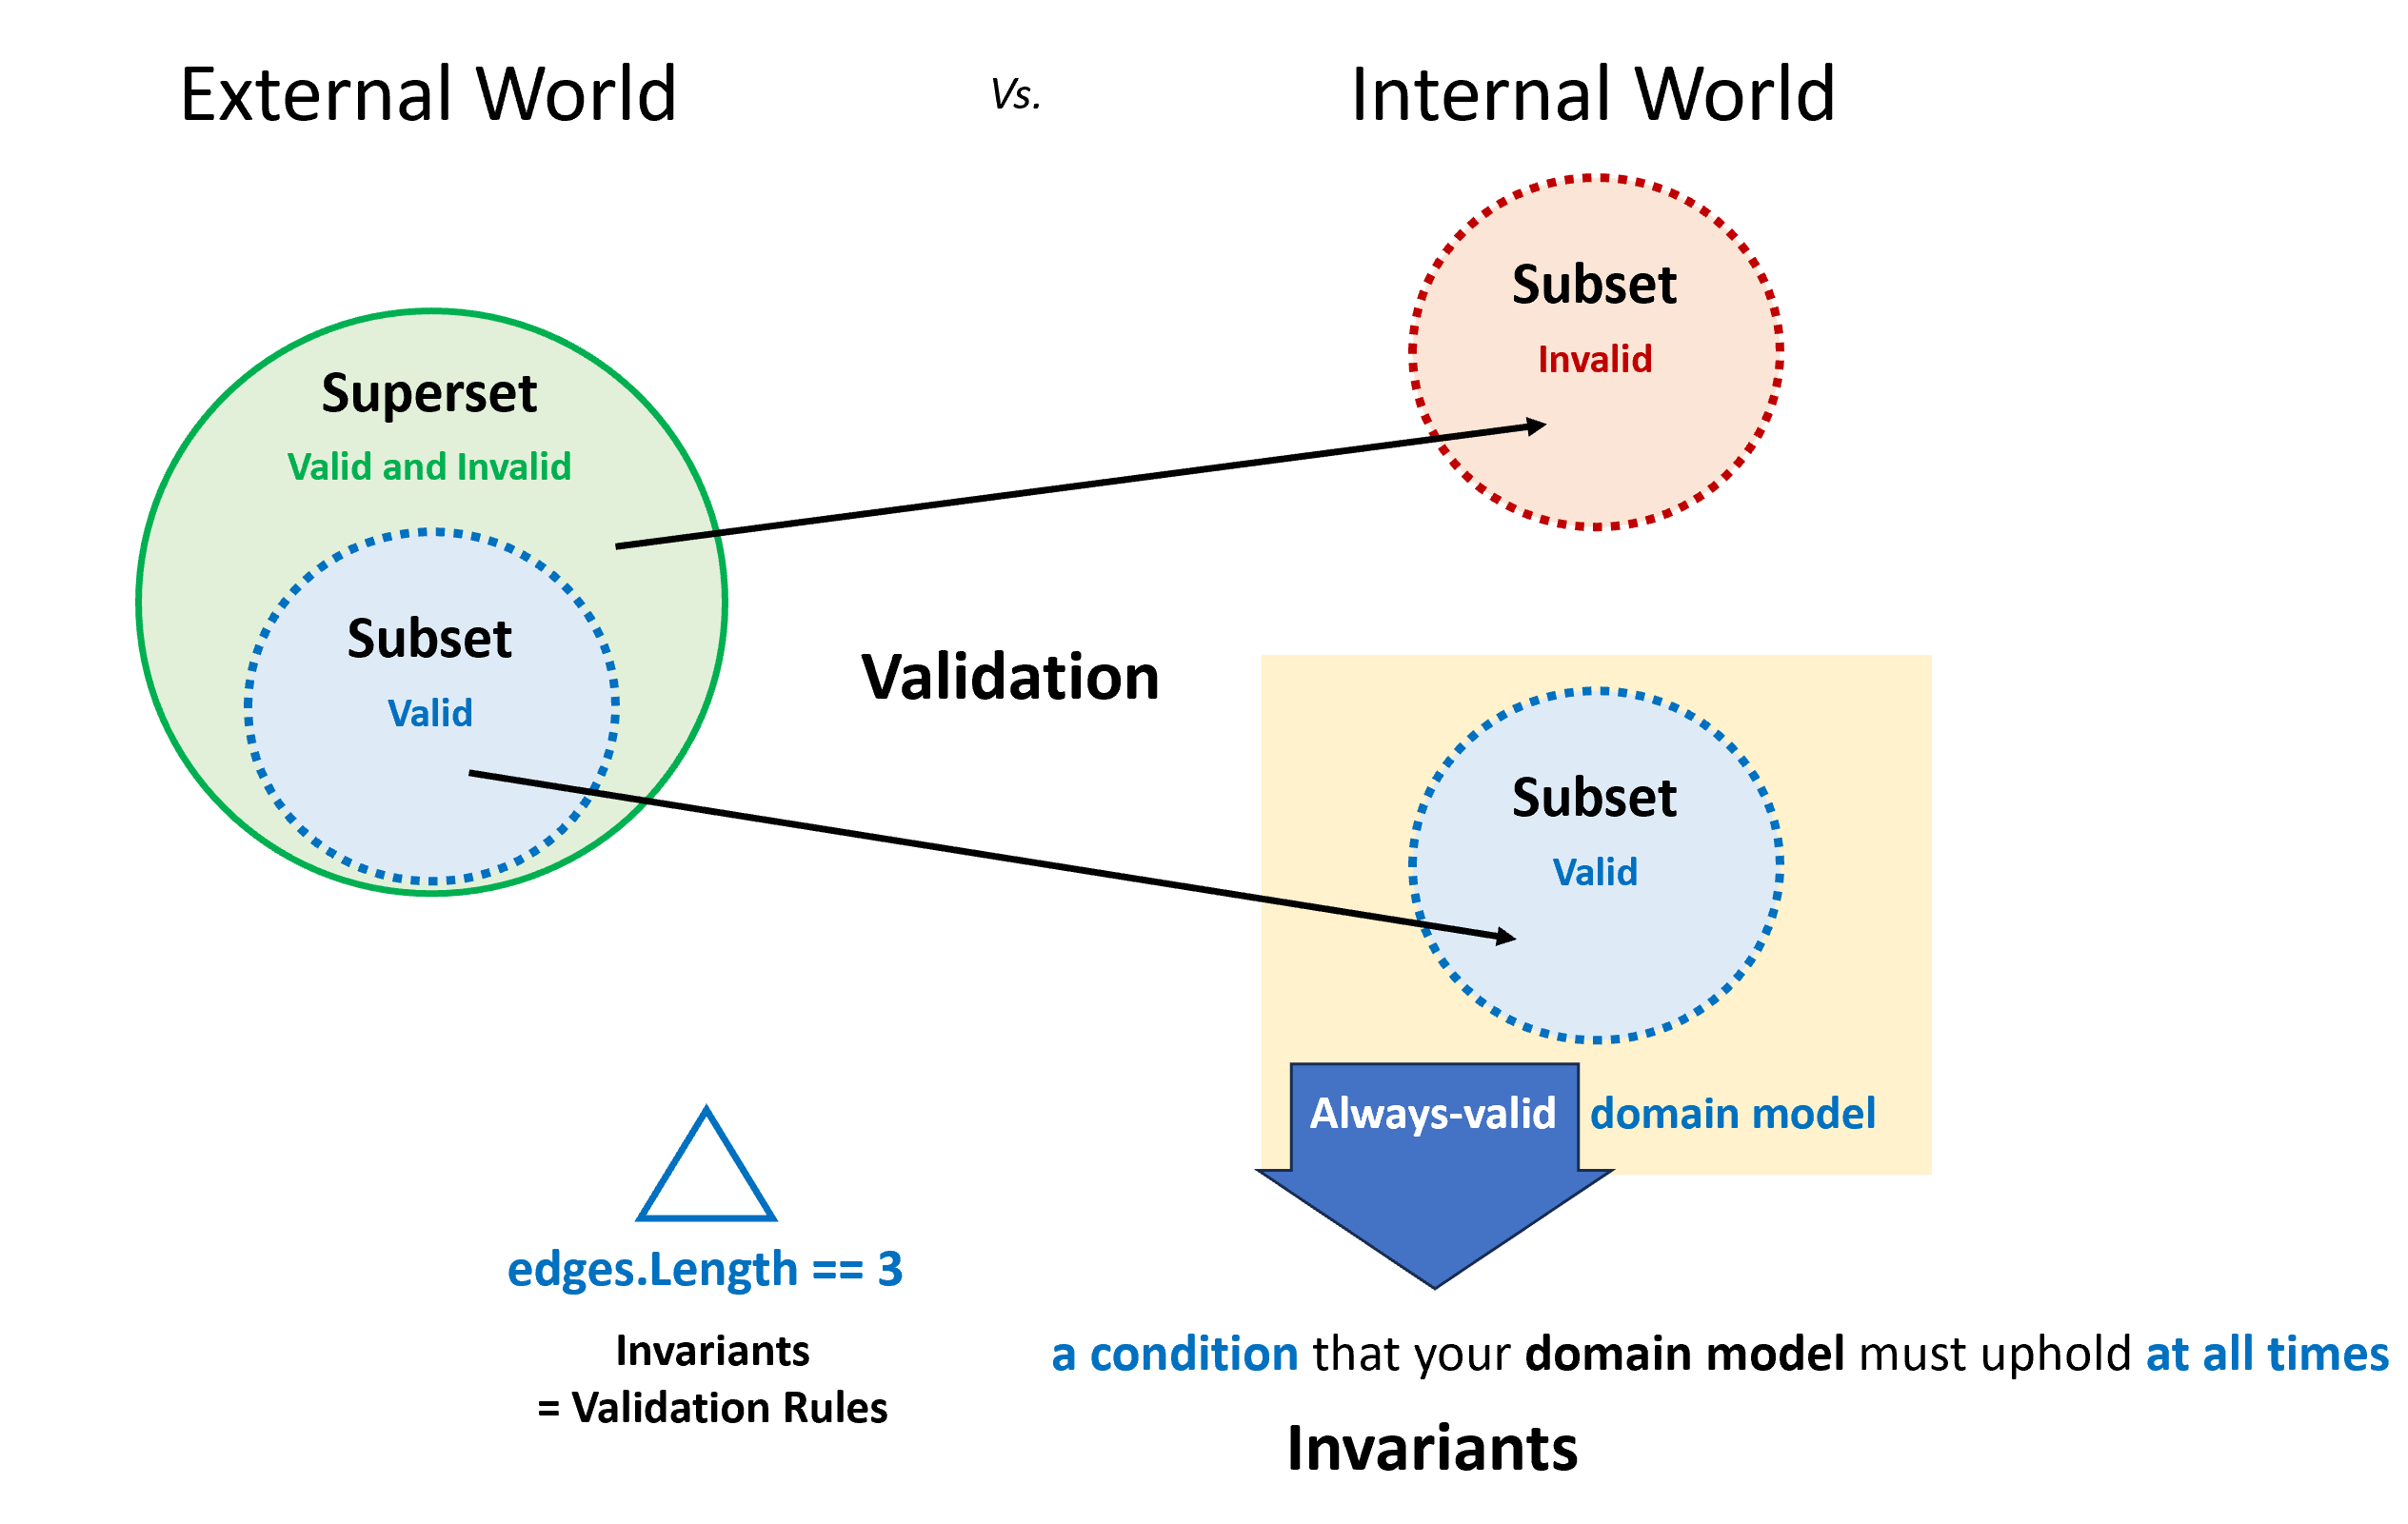 External World
Vs.
Internal World
Superset
Valid and Invalid
Subset
Valid
Subset
Invalid
Validation
Subset
Valid
Always-valid domain model
edges.Length == 3
Invariants
= Validation Rules
a condition that your domain model must uphold at all times
Invariants